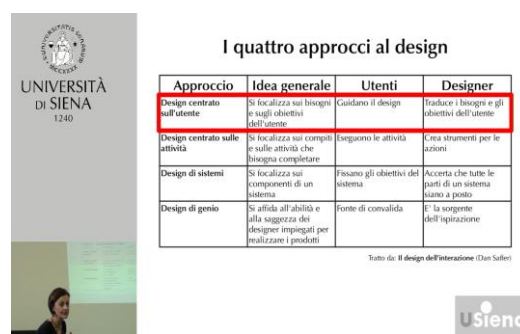 UNIVERSITÀ
DI SIENA
1240
I quattro approcci al design
Approccio Idea generale Utenti Designer
Design centrato sull'utente Si focalizza sui bisogni e sugli obiettivi dell'utente Guidano il design Traduce i bisogni e gli obiettivi dell'utente
Design centrato sulle attività Si focalizza sui compiti e sulle attività che bisogna completare Eseguono le attività Crea strumenti per le azioni
Design di sistemi Si focalizza sui componenti di un sistema Fissano gli obiettivi del sistema Accerta che tutte le parti di un sistema siano a posto
Design di genio Si affida all'abilità e alla saggezza dei designer impiegati per realizzare i prodotti Fonte di convalida E' la sorgente dell'ispirazione
Tratto da: Il design dell'interazione (Dan Saffer)
USiena